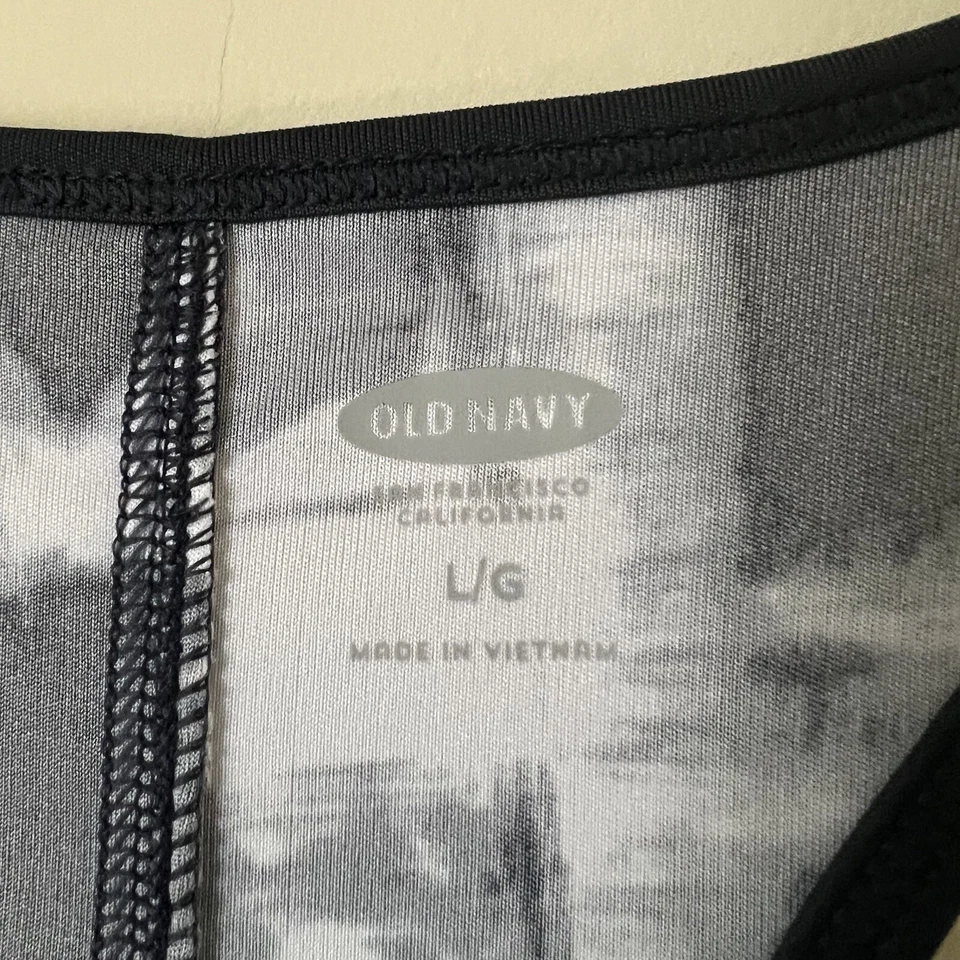 OLD NAVY
SAN FRANCISCO
CALIFORNIA
L/G
MADE IN VIETNAM